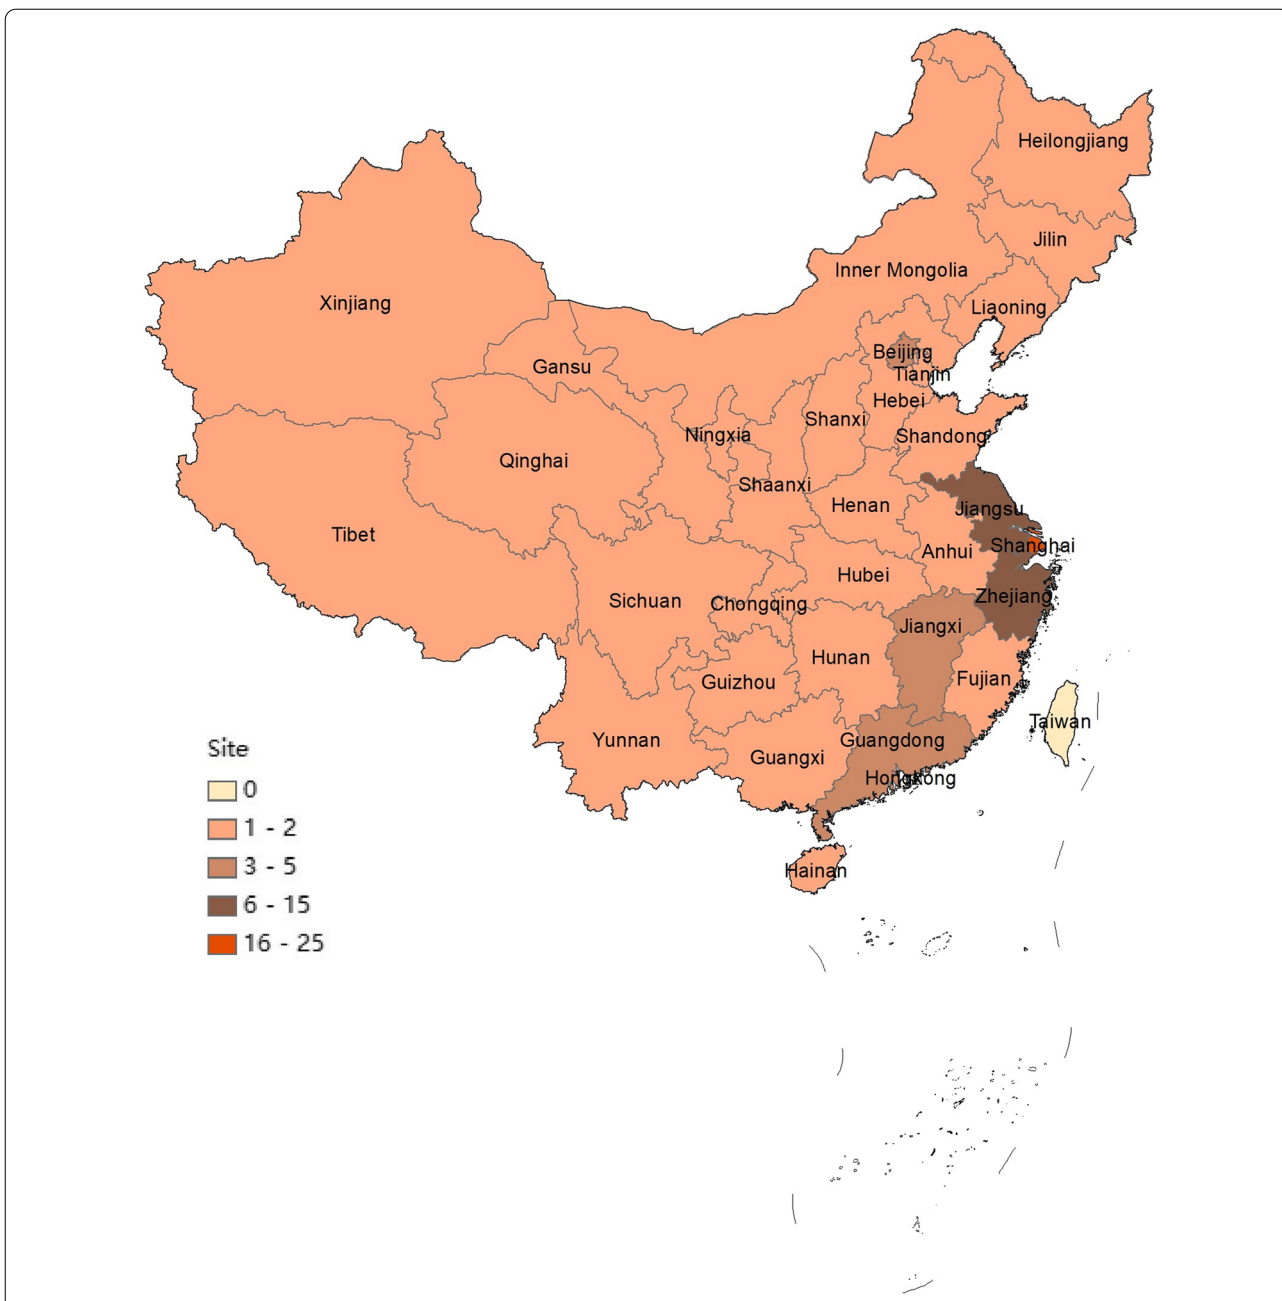 Heilongjiang
Jilin
Inner Mongolia
Xinjiang
Liaoning
Beijing
Gansu
Tianjin
Hebei
Shanxi
Ningxia
Shandong
Qinghai
Shaanxi
Henan
Jiangsu
Tibet
Shanghai
Anhui
Hubei
Zhejiang
Sichuan
Chongqing
Jiangxi
Hunan
Fujian
Guizhou
Taiwan
Yunnan
Guangdong
Guangxi
Hongkong
Hainan
Site
0
1 - 2
3 - 5
6 - 15
16 - 25